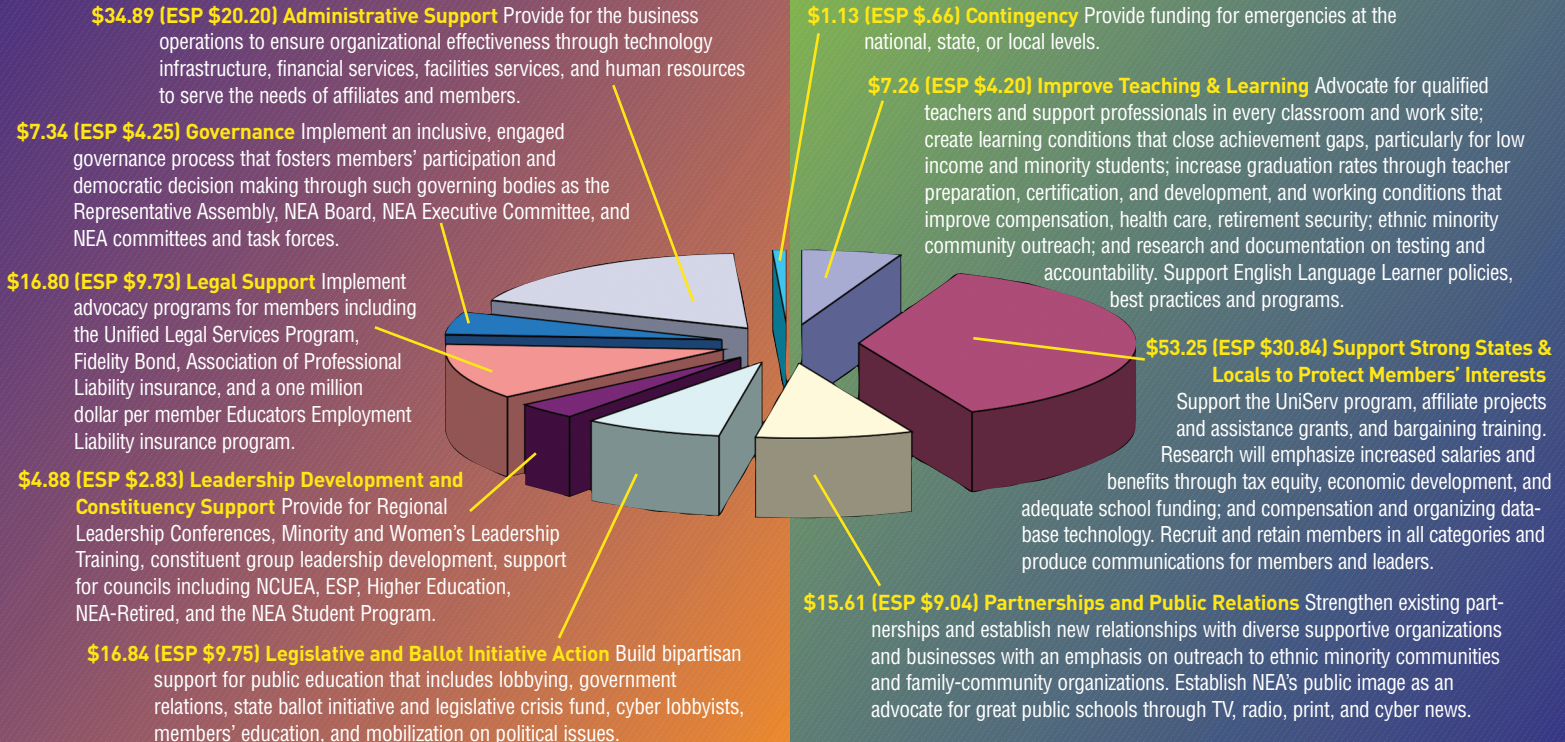 $34.89 (ESP $20.20) Administrative Support Provide for the business
operations to ensure organizational effectiveness through technology
infrastructure, financial services, facilities services, and human resources
to serve the needs of affiliates and members.
$7.34 (ESP $4.25) Governance Implement an inclusive, engaged
governance process that fosters members’ participation and
democratic decision making through such governing bodies as the
Representative Assembly, NEA Board, NEA Executive Committee, and
NEA committees and task forces.
$16.80 (ESP $9.73) Legal Support Implement
advocacy programs for members including
the Unified Legal Services Program,
Fidelity Bond, Association of Professional
Liability insurance, and a one million
dollar per member Educators Employment
Liability insurance program.
$4.88 (ESP $2.83) Leadership Development and
Constituency Support Provide for Regional
Leadership Conferences, Minority and Women’s Leadership
Training, constituent group leadership development, support
for councils including NCUEA, ESP, Higher Education,
NEA-Retired, and the NEA Student Program.
$16.84 (ESP $9.75) Legislative and Ballot Initiative Action Build bipartisan
support for public education that includes lobbying, government
relations, state ballot initiative and legislative crisis fund, cyber lobbyists,
members’ education, and mobilization on political issues.
$1.13 (ESP $.66) Contingency Provide funding for emergencies at the
national, state, or local levels.
$7.26 (ESP $4.20) Improve Teaching & Learning Advocate for qualified
teachers and support professionals in every classroom and work site;
create learning conditions that close achievement gaps, particularly for low
income and minority students; increase graduation rates through teacher
preparation, certification, and development, and working conditions that
improve compensation, health care, retirement security; ethnic minority
community outreach; and research and documentation on testing and
accountability. Support English Language Learner policies,
best practices and programs.
$53.25 (ESP $30.84) Support Strong States &
Locals to Protect Members’ Interests
Support the UniServ program, affiliate projects
and assistance grants, and bargaining training.
Research will emphasize increased salaries and
benefits through tax equity, economic development, and
adequate school funding; and compensation and organizing data-
base technology. Recruit and retain members in all categories and
produce communications for members and leaders.
$15.61 (ESP $9.04) Partnerships and Public Relations Strengthen existing part-
nerships and establish new relationships with diverse supportive organizations
and businesses with an emphasis on outreach to ethnic minority communities
and family-community organizations. Establish NEA’s public image as an
advocate for great public schools through TV, radio, print, and cyber news.